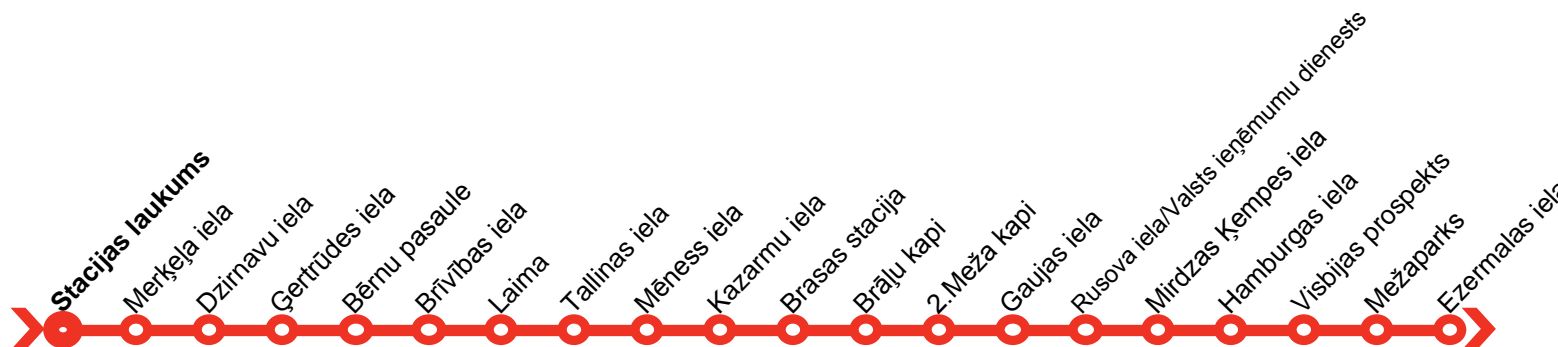 Stacijas laukums
Merķeļa iela
Dzirnavu iela
Ģertrūdes iela
Bērnu pasaule
Brīvības iela
Laima
Tallinas iela
Mēness iela
Kazarmu iela
Brasas stacija
Brāļu kapi
2.Meža kapi
Gaujas iela
Rusova iela/Valsts ieņēmumu dienests
Mirdzas Ķempes iela
Hamburgas iela
Visbijas prospekts
Mežaparks
Ezermalas iela